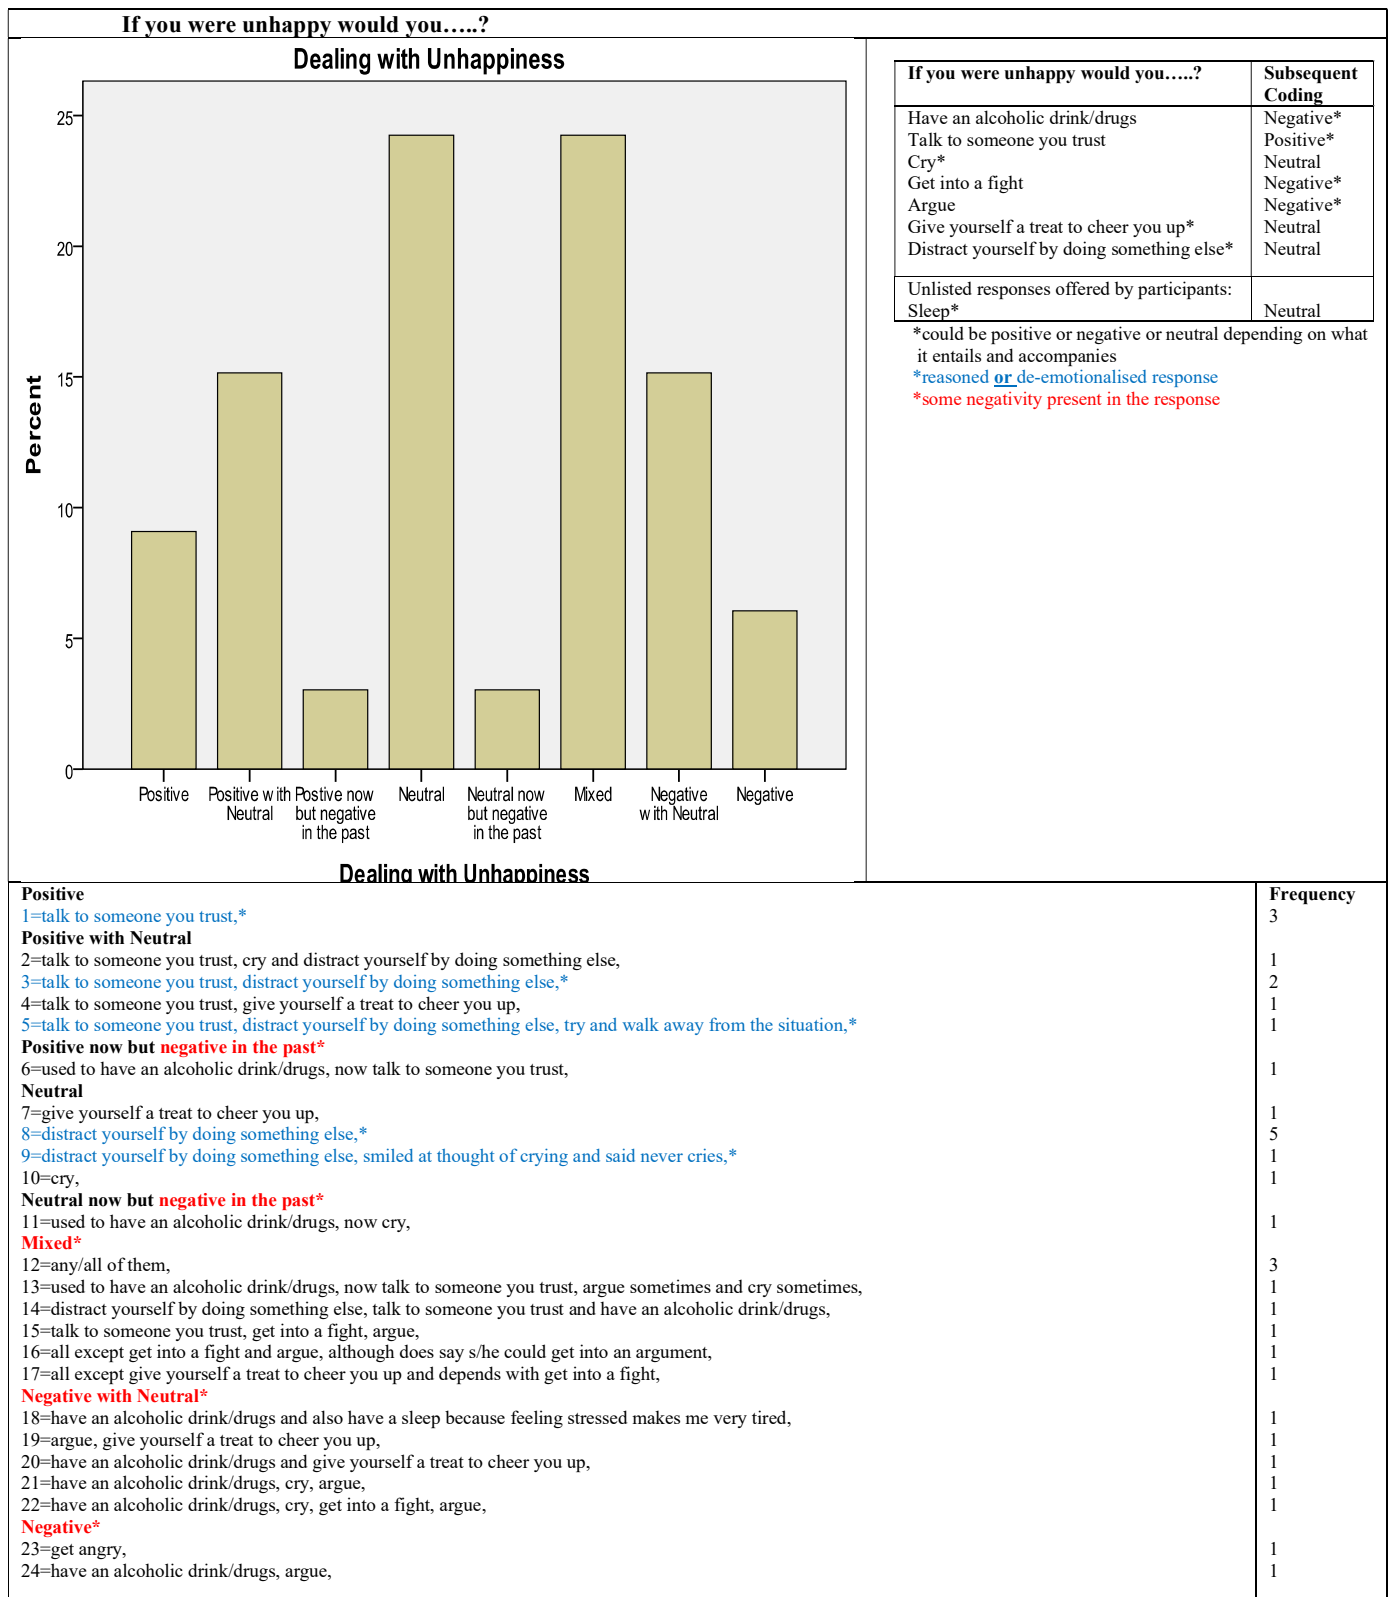 If you were unhappy would you…..?
Dealing with Unhappiness
25
20
15
10
5
0
Percent
Positive
Positive with Neutral
Postive now but negative in the past
Neutral
Neutral now but negative in the past
Mixed
Negative with Neutral
Negative
Dealing with Unhappiness
If you were unhappy would you…..? Subsequent Coding
Have an alcoholic drink/drugs Negative*
Talk to someone you trust Positive*
Cry* Neutral
Get into a fight Negative*
Argue Negative*
Give yourself a treat to cheer you up* Neutral
Distract yourself by doing something else* Neutral
Unlisted responses offered by participants:
Sleep* Neutral
*could be positive or negative or neutral depending on what
it entails and accompanies
*reasoned or de-emotionalised response
*some negativity present in the response
Positive Frequency
1=talk to someone you trust,* 3
Positive with Neutral
2=talk to someone you trust, cry and distract yourself by doing something else, 1
3=talk to someone you trust, distract yourself by doing something else,* 2
4=talk to someone you trust, give yourself a treat to cheer you up, 1
5=talk to someone you trust, distract yourself by doing something else, try and walk away from the situation,* 1
Positive now but negative in the past*
6=used to have an alcoholic drink/drugs, now talk to someone you trust, 1
Neutral
7=give yourself a treat to cheer you up, 1
8=distract yourself by doing something else,* 5
9=distract yourself by doing something else, smiled at thought of crying and said never cries,* 1
10=cry, 1
Neutral now but negative in the past*
11=used to have an alcoholic drink/drugs, now cry, 1
Mixed*
12=any/all of them, 3
13=used to have an alcoholic drink/drugs, now talk to someone you trust, argue sometimes and cry sometimes, 1
14=distract yourself by doing something else, talk to someone you trust and have an alcoholic drink/drugs, 1
15=talk to someone you trust, get into a fight, argue, 1
16=all except get into a fight and argue, although does say s/he could get into an argument, 1
17=all except give yourself a treat to cheer you up and depends with get into a fight, 1
Negative with Neutral*
18=have an alcoholic drink/drugs and also have a sleep because feeling stressed makes me very tired, 1
19=argue, give yourself a treat to cheer you up, 1
20=have an alcoholic drink/drugs and give yourself a treat to cheer you up, 1
21=have an alcoholic drink/drugs, cry, argue, 1
22=have an alcoholic drink/drugs, cry, get into a fight, argue, 1
Negative*
23=get angry, 1
24=have an alcoholic drink/drugs, argue, 1